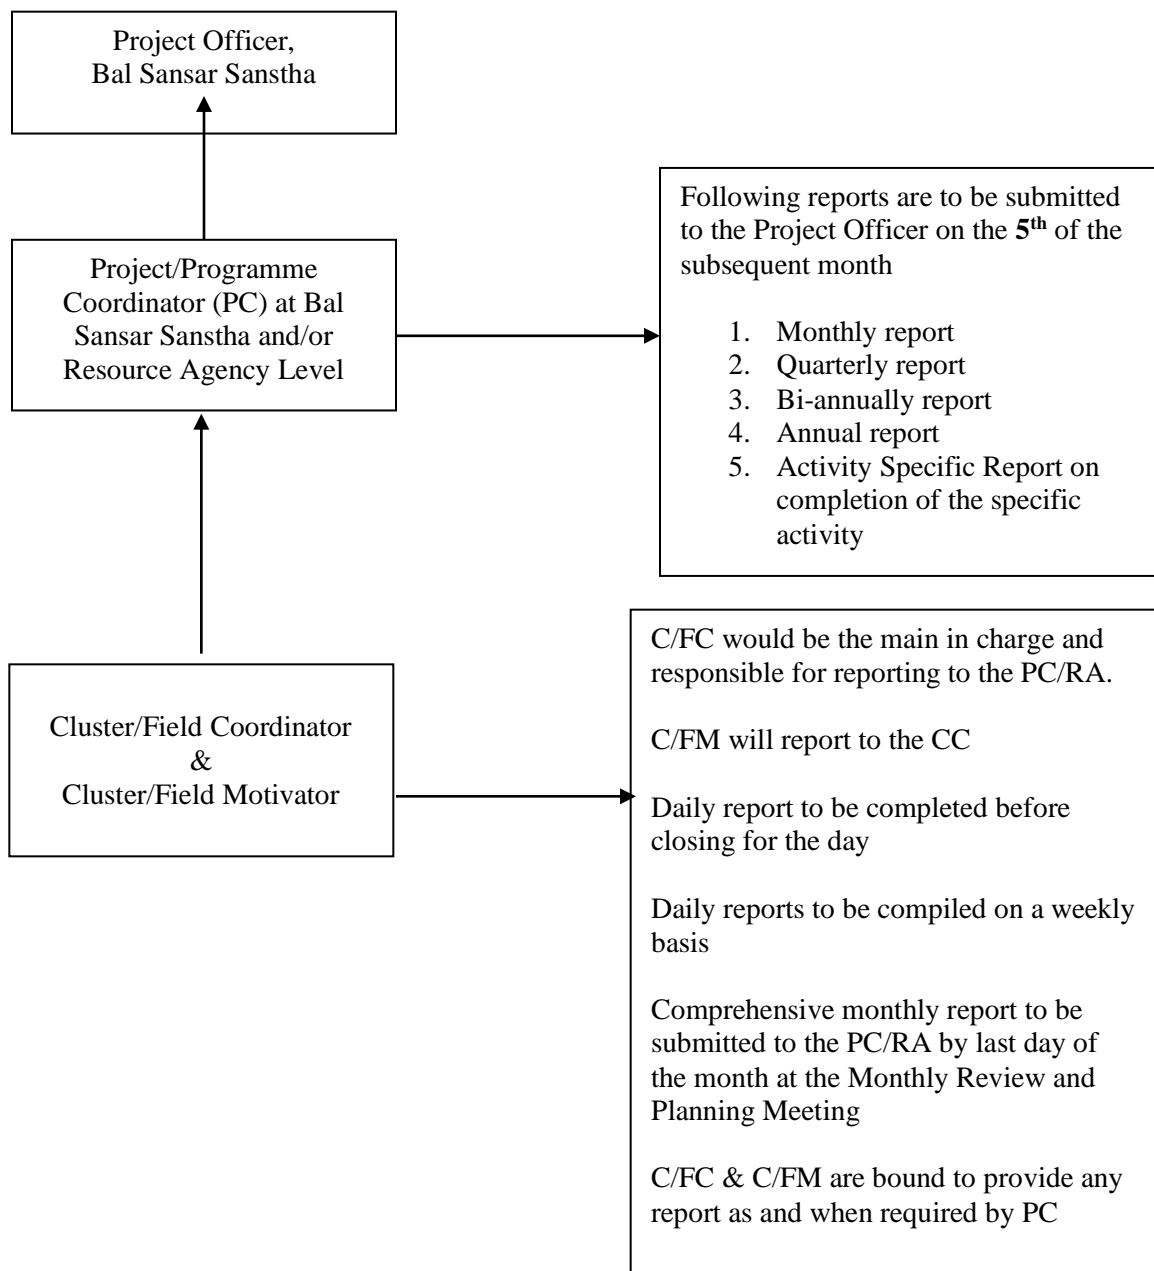 Project Officer,
Bal Sansar Sanstha
Following reports are to be submitted
to the Project Officer on the 5th of the
subsequent month
1. Monthly report
2. Quarterly report
3. Bi-annually report
4. Annual report
5. Activity Specific Report on
completion of the specific
activity
Project/Programme
Coordinator (PC) at Bal
Sansar Sanstha and/or
Resource Agency Level
Cluster/Field Coordinator
&
Cluster/Field Motivator
C/FC would be the main in charge and
responsible for reporting to the PC/RA.
C/FM will report to the CC
Daily report to be completed before
closing for the day
Daily reports to be compiled on a weekly
basis
Comprehensive monthly report to be
submitted to the PC/RA by last day of
the month at the Monthly Review and
Planning Meeting
C/FC & C/FM are bound to provide any
report as and when required by PC